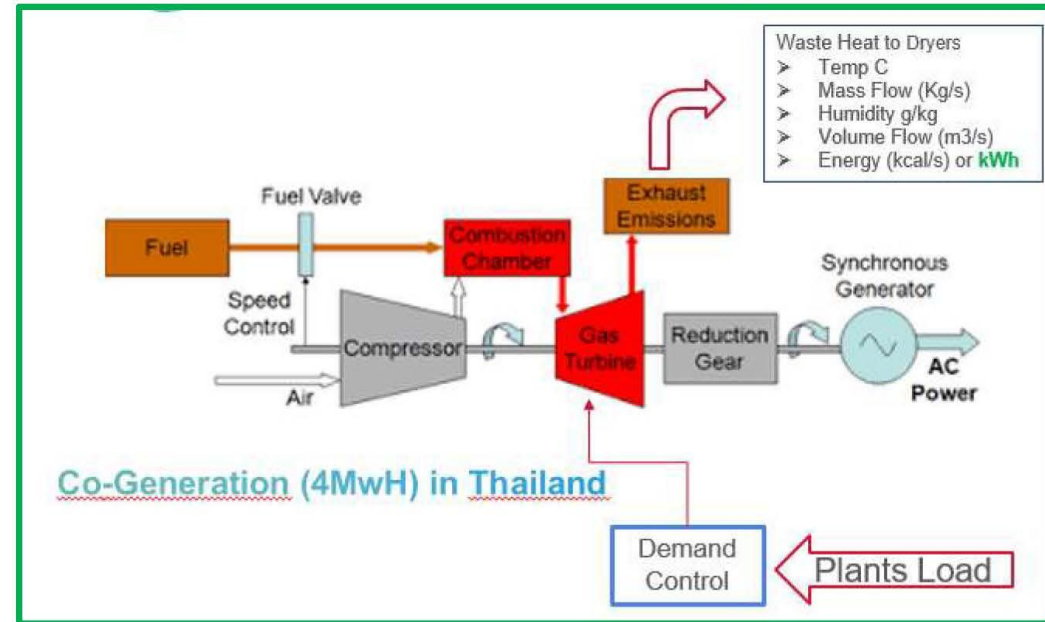 Waste Heat to Dryers
➤ Temp C
➤ Mass Flow (Kg/s)
➤ Humidity g/kg
➤ Volume Flow (m3/s)
➤ Energy (kcal/s) or kWh
Fuel Valve
Exhaust
Emissions
Fuel
Combustion
Chamber
Synchronous
Generator
Speed
Control
Compressor
Gas
Turbine
Reduction
Gear
Air
AC
Power
Co-Generation (4MwH) in Thailand
Demand
Control
Plants Load